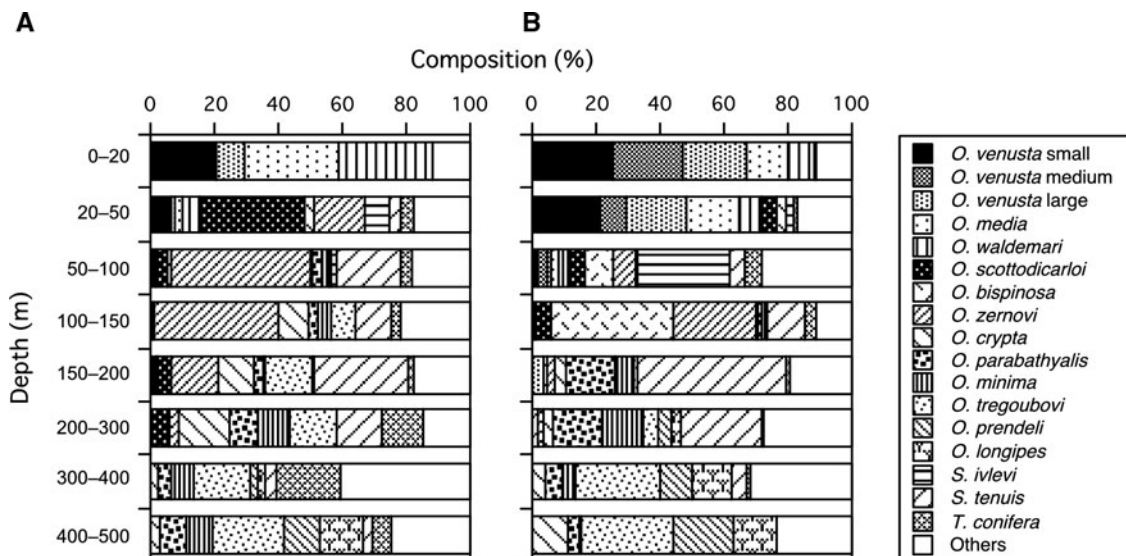 A
B
Composition (%)
0 20 40 60 80 100 0 20 40 60 80 100
0–20
20–50
50–100
100–150
150–200
200–300
300–400
400–500
Depth (m)
O. venusta small
O. venusta medium
O. venusta large
O. media
O. waldemari
O. scottodicarloi
O. bispinosa
O. zernovi
O. crypta
O. parabathyalis
O. minima
O. tregoubovi
O. prendeli
O. longipes
S. ivlevi
S. tenuis
T. conifera
Others